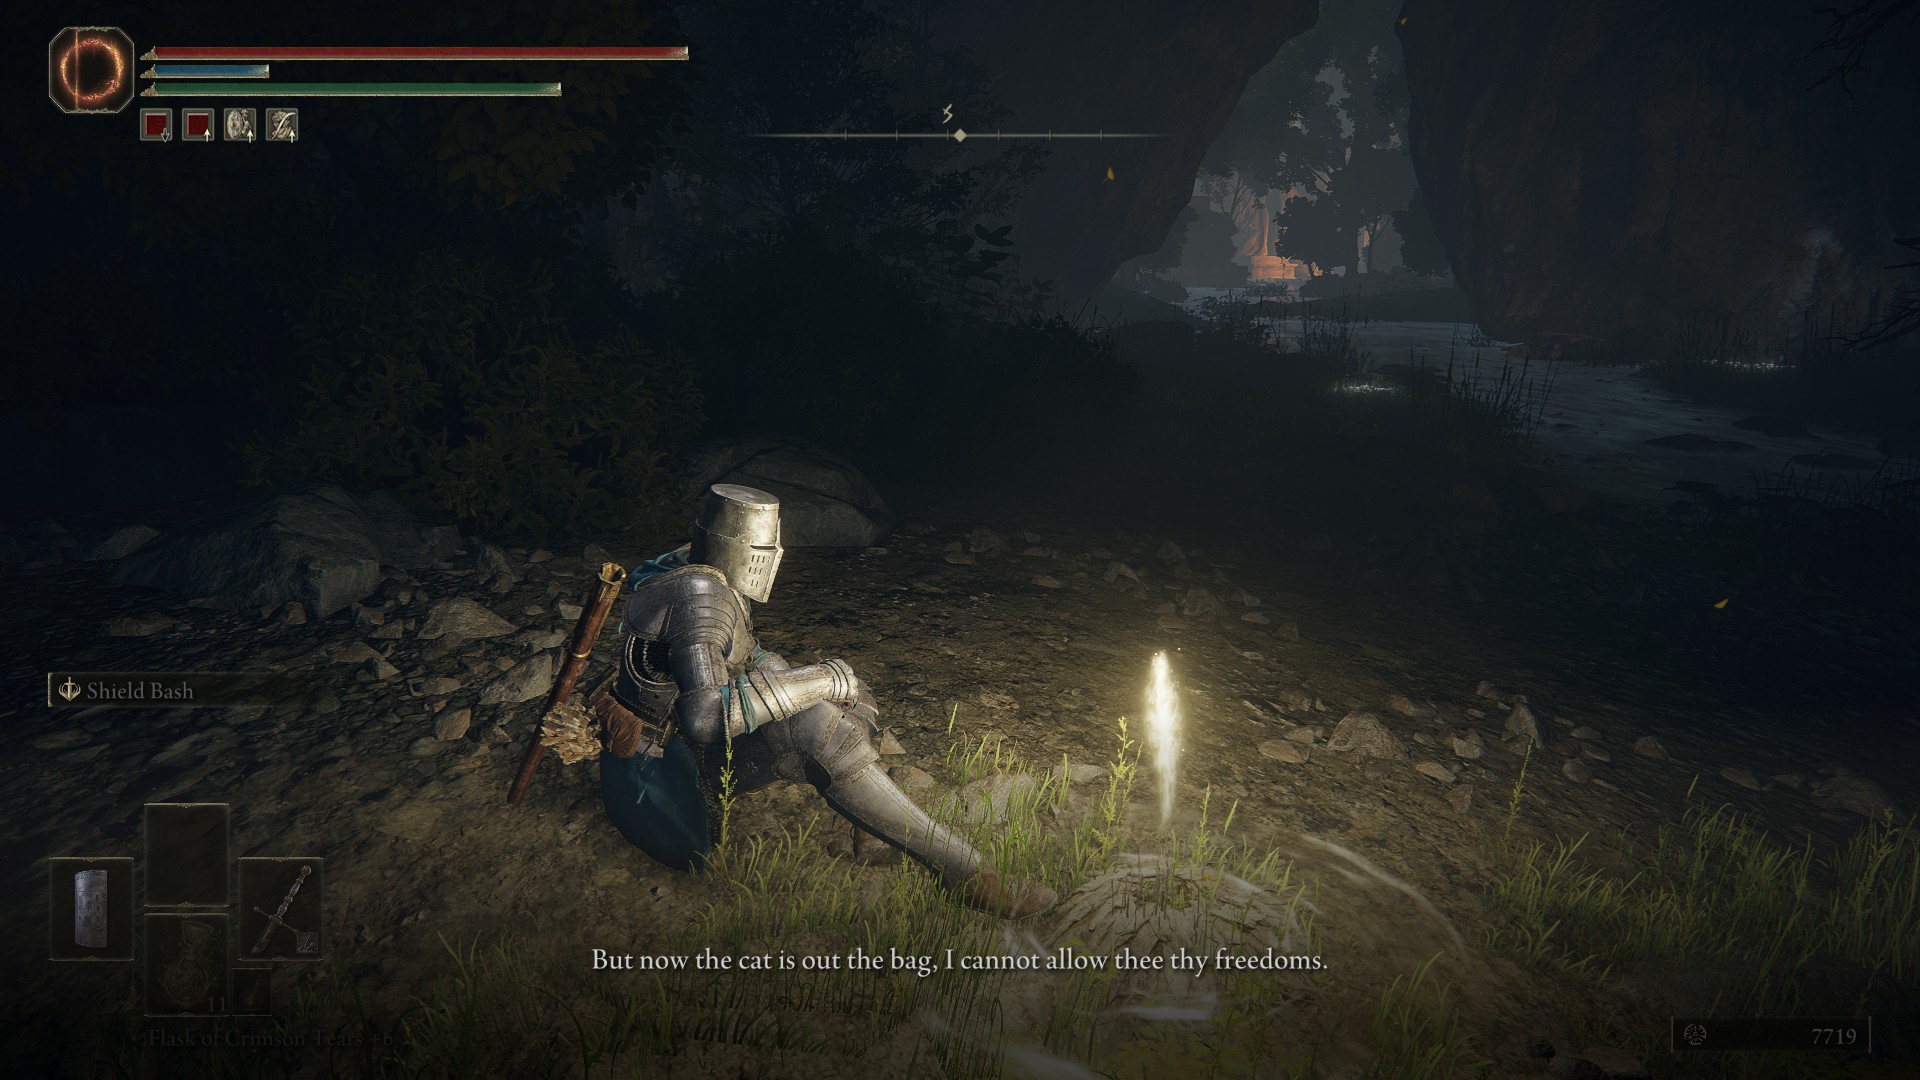 S
Shield Bash
But now the cat is out the bag, I cannot allow thee thy freedoms.
11
Flask of Crimson Tears +6
7719